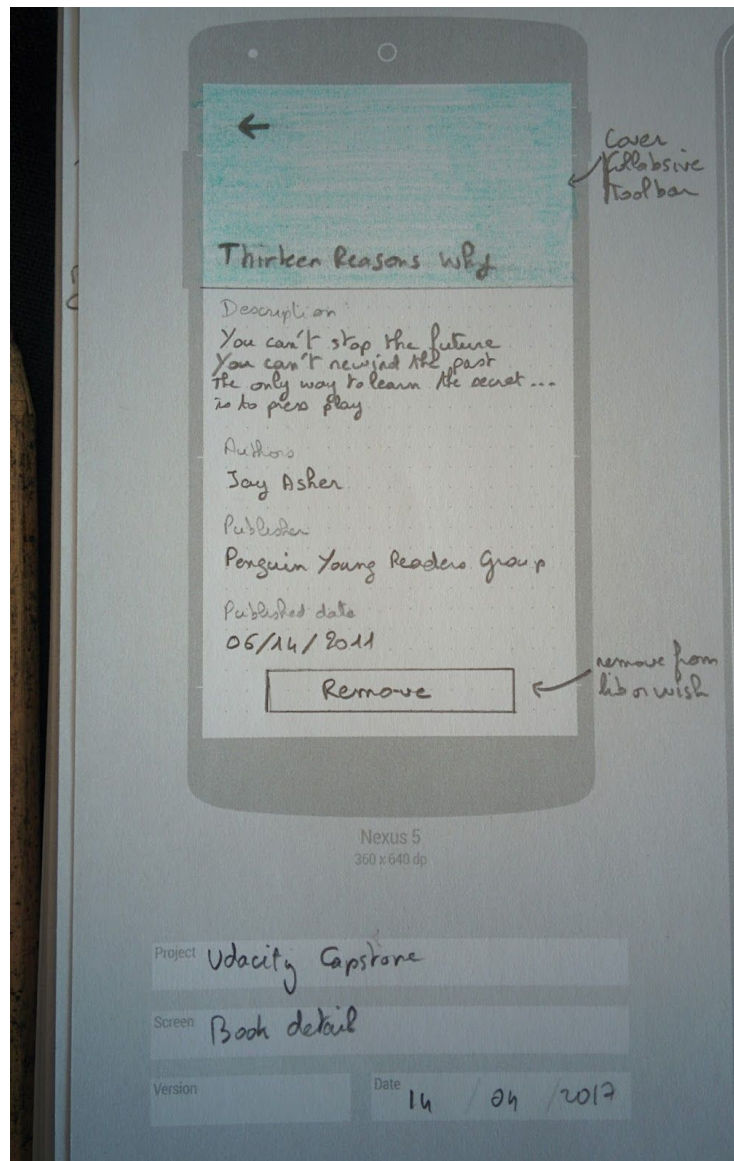 ←
Thirteen Reasons Why
Cover
Collabsive
Toolbar
Description
You can't stop the future
You can't rewind the past
The only way to learn the secret...
is to press play
Authors
Jay Asher
Publisher
Penguin Young Readers Group
Published date
06/14/2011
Remove
remove from
lib or wish
Nexus 5
360 x 640 dp
Project Udacity Capstone
Screen Book detail
Version
Date 14 / 04 / 2017